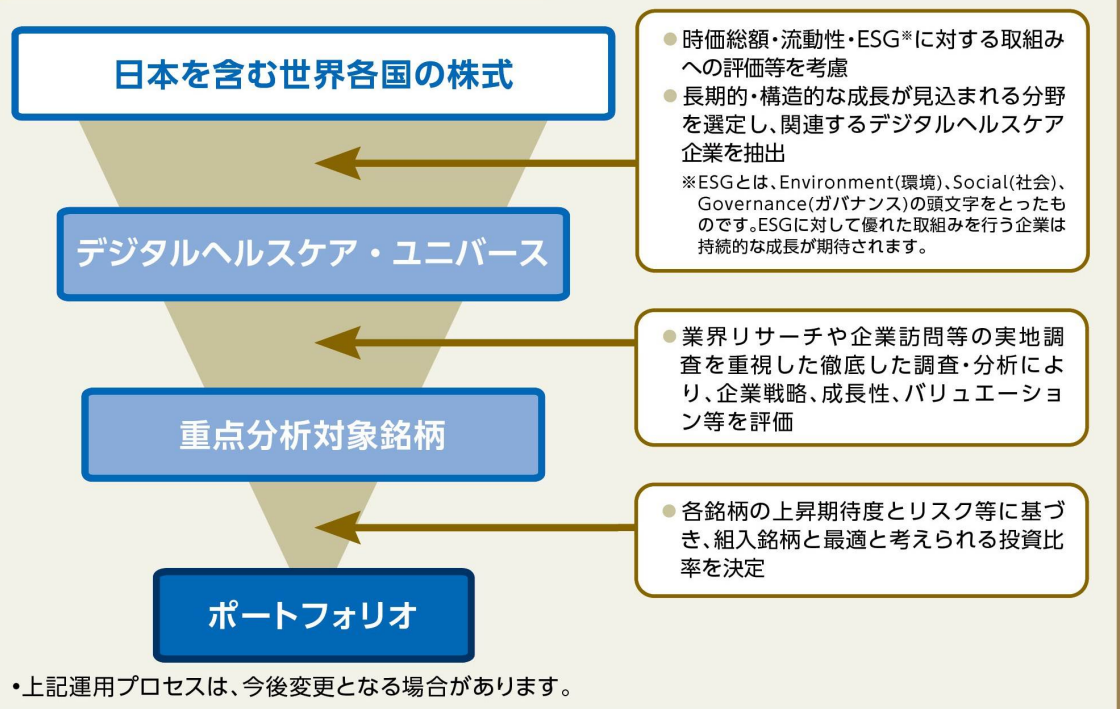 日本を含む世界各国の株式
●時価総額・流動性・ESG※に対する取組み
への評価等を考慮
●長期的・構造的な成長が見込まれる分野
を選定し、関連するデジタルヘルスケア
企業を抽出
※ESGとは、Environment(環境)、Social(社会)、
Governance(ガバナンス)の頭文字をとったも
のです。ESGに対して優れた取組みを行う企業は
持続的な成長が期待されます。
デジタルヘルスケア・ユニバース
●業界リサーチや企業訪問等の実地調
査を重視した徹底した調査・分析によ
り、企業戦略、成長性、バリュエーショ
ン等を評価
重点分析対象銘柄
●各銘柄の上昇期待度とリスク等に基づ
き、組入銘柄と最適と考えられる投資比
率を決定
ポートフォリオ
•上記運用プロセスは、今後変更となる場合があります。